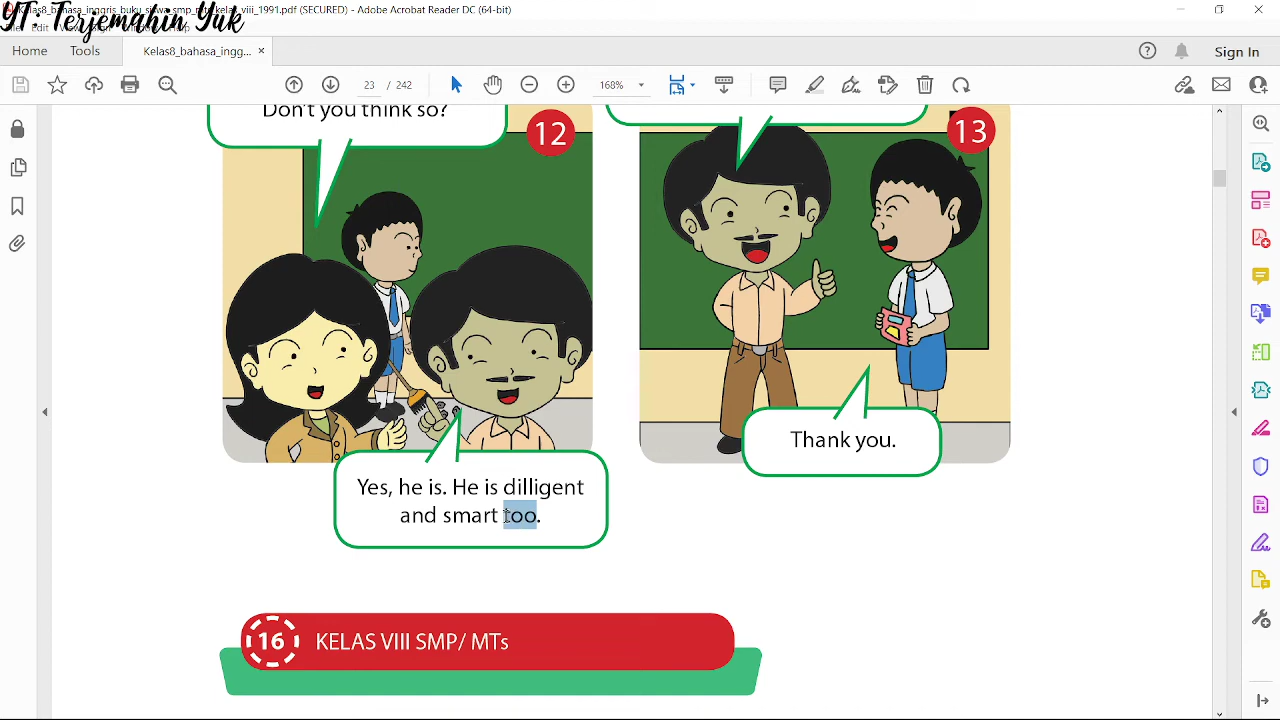 YT: Terjemahin Yuk
Kelas8_bahasa_inggris_buku_siswa_smp_mts_kelas_viii_1991.pdf (SECURED) - Adobe Acrobat Reader DC (64-bit)
Home Tools Kelas8_bahasa_ingg... × Sign In
23 / 242 168%
Don't you think so?
12
13
Thank you.
Yes, he is. He is dilligent
and smart too.
16 KELAS VIII SMP/ MTs